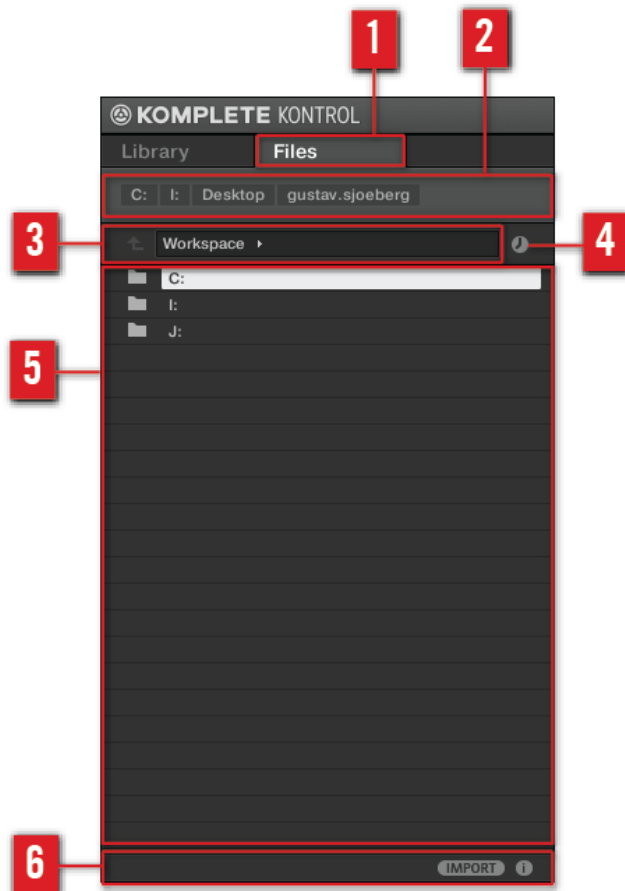 1
2
KOMPLETE KONTROL
Library
Files
C:
I:
Desktop
gustav.sjoeberg
3
Workspace
4
C:
I:
J:
5
6
IMPORT
i